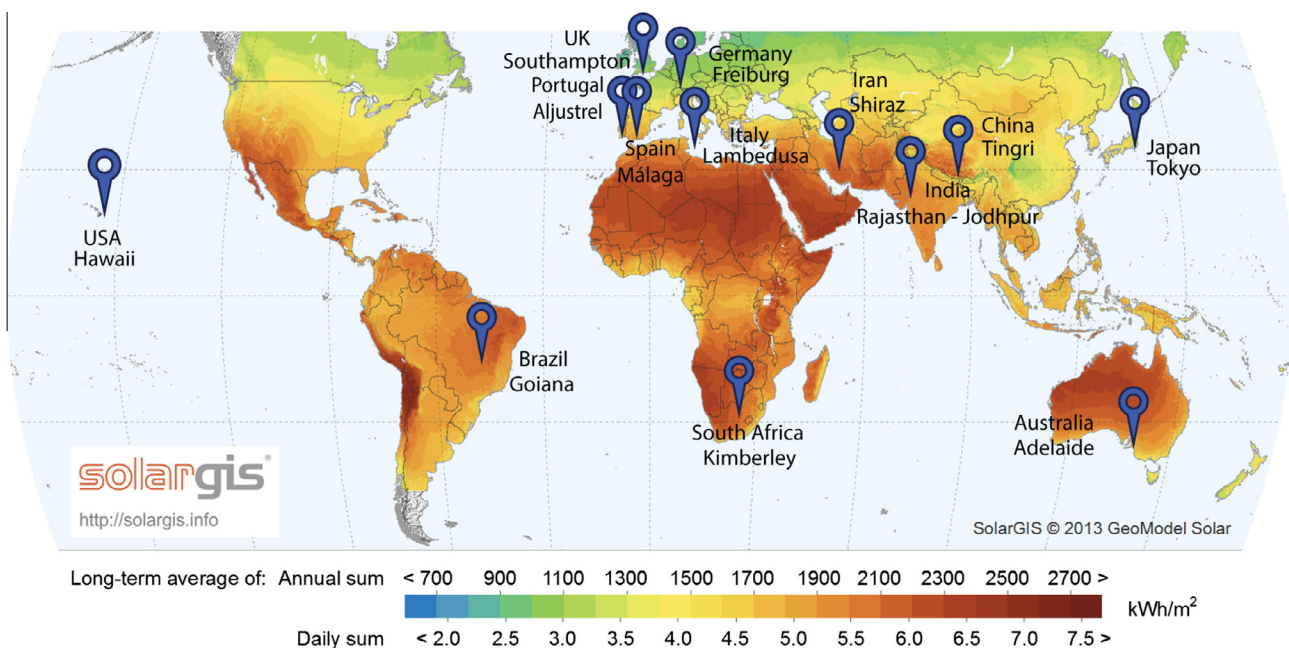 UK
Southampton
Portugal
Aljustrel
Germany
Freiburg
Spain
Málaga
Italy
Lambedusa
Iran
Shiraz
China
Tingri
India
Rajasthan - Jodhpur
Japan
Tokyo
USA
Hawaii
Brazil
Goiana
South Africa
Kimberley
Australia
Adelaide
solargis®
http://solargis.info
SolarGIS © 2013 GeoModel Solar
Long-term average of: Annual sum < 700 900 1100 1300 1500 1700 1900 2100 2300 2500 2700 >
kWh/m²
Daily sum < 2.0 2.5 3.0 3.5 4.0 4.5 5.0 5.5 6.0 6.5 7.0 7.5 >